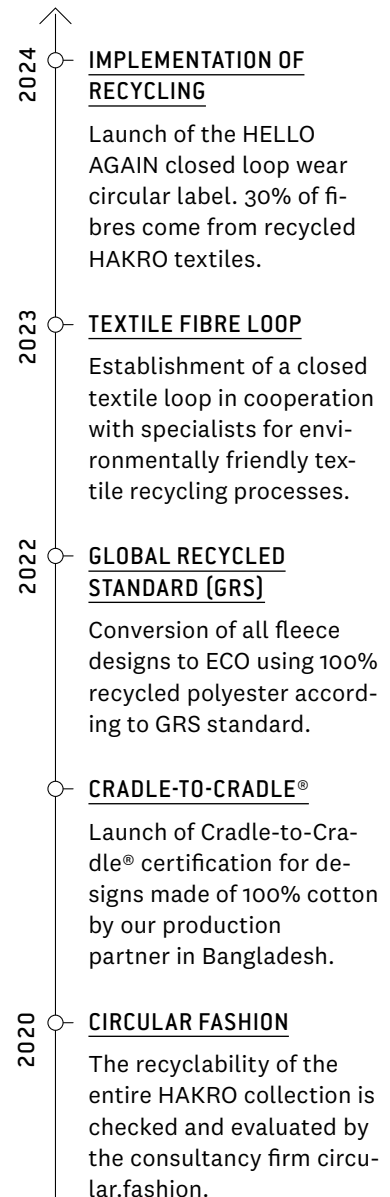 2024
IMPLEMENTATION OF
RECYCLING
Launch of the HELLO
AGAIN closed loop wear
circular label. 30% of fi-
bres come from recycled
HAKRO textiles.
2023
TEXTILE FIBRE LOOP
Establishment of a closed
textile loop in cooperation
with specialists for envi-
ronmentally friendly tex-
tile recycling processes.
2022
GLOBAL RECYCLED
STANDARD (GRS)
Conversion of all fleece
designs to ECO using 100%
recycled polyester accord-
ing to GRS standard.
CRADLE-TO-CRADLE®
Launch of Cradle-to-Cra-
dle® certification for de-
signs made of 100% cotton
by our production
partner in Bangladesh.
2020
CIRCULAR FASHION
The recyclability of the
entire HAKRO collection is
checked and evaluated by
the consultancy firm circu-
lar.fashion.